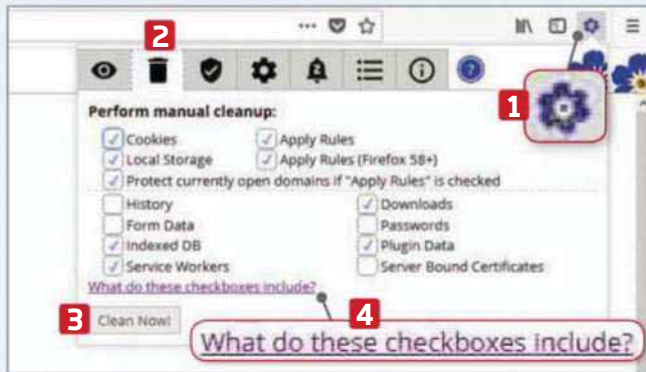 2
1
Perform manual cleanup:
Cookies Apply Rules
Local Storage Apply Rules (Firefox 58+)
Protect currently open domains if "Apply Rules" is checked
History Downloads
Form Data Passwords
Indexed DB Plugin Data
Service Workers Server Bound Certificates
What do these checkboxes include?
3 Clean Now!
4
What do these checkboxes include?